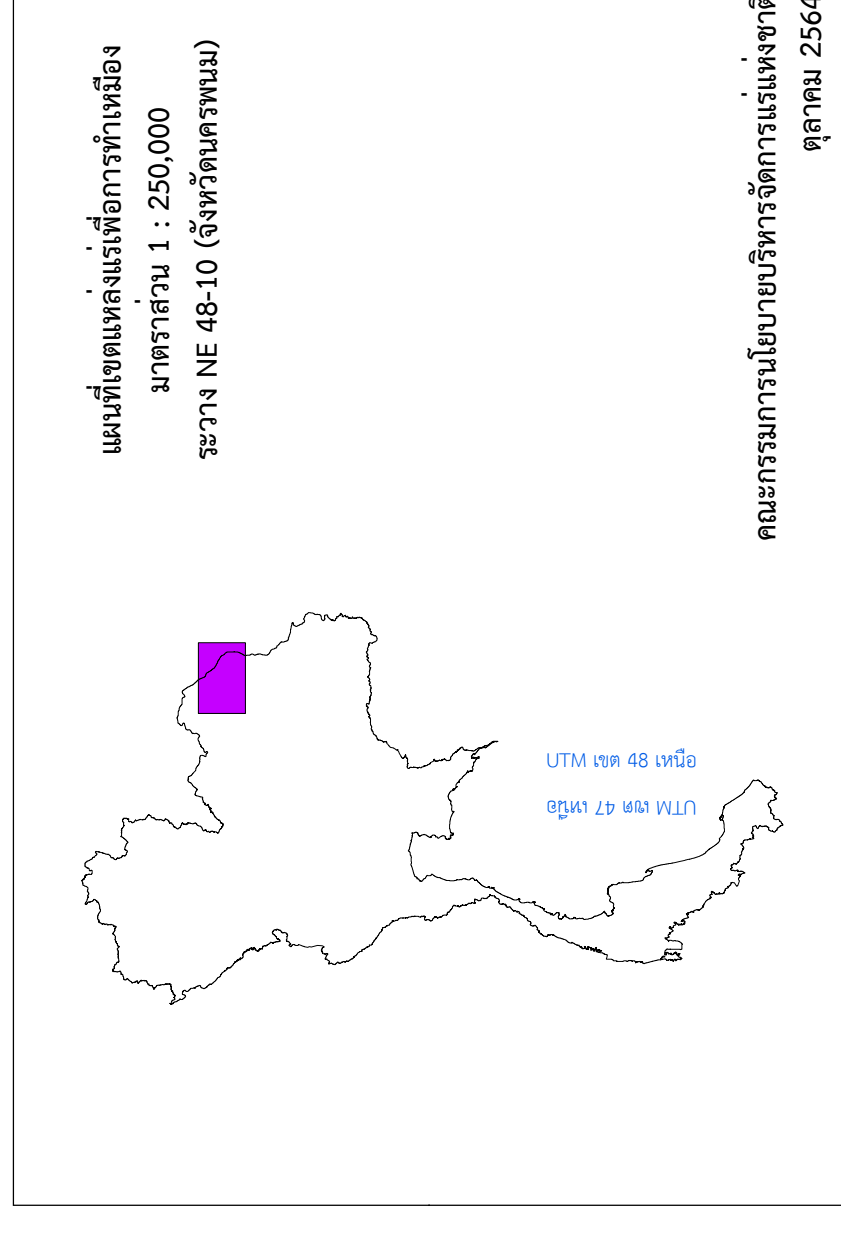 แผนที่เขตแหล่งแร่เพื่อการทำเหมือง
มาตราส่วน 1 : 250,000
ระวาง NE 48-10 (จังหวัดนครพนม)
UTM เขต 48 เหนือ
UTM เขต 47 เหนือ
คณะกรรมการนโยบายบริหารจัดการแร่แห่งชาติ
ตุลาคม 2564